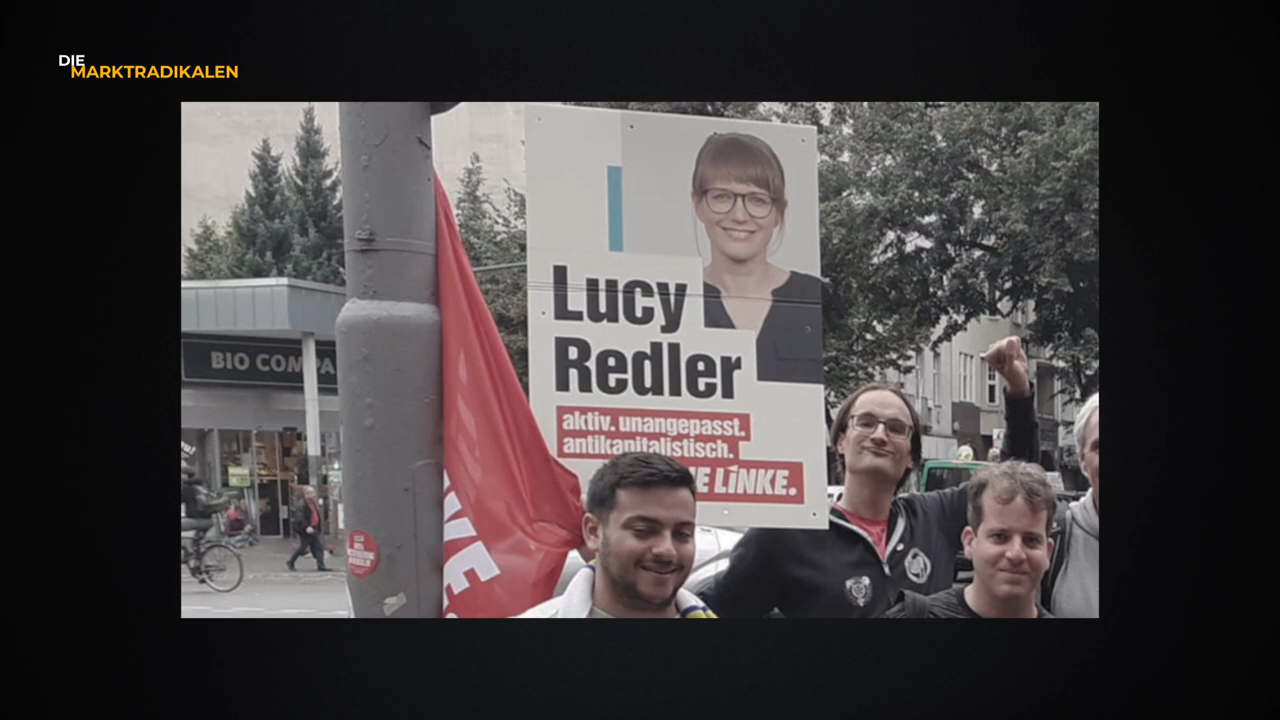 DIE
MARKTRADIKALEN
BIO COMPA
Lucy
Redler
aktiv. unangepasst.
antikapitalistisch.
E LINKE.